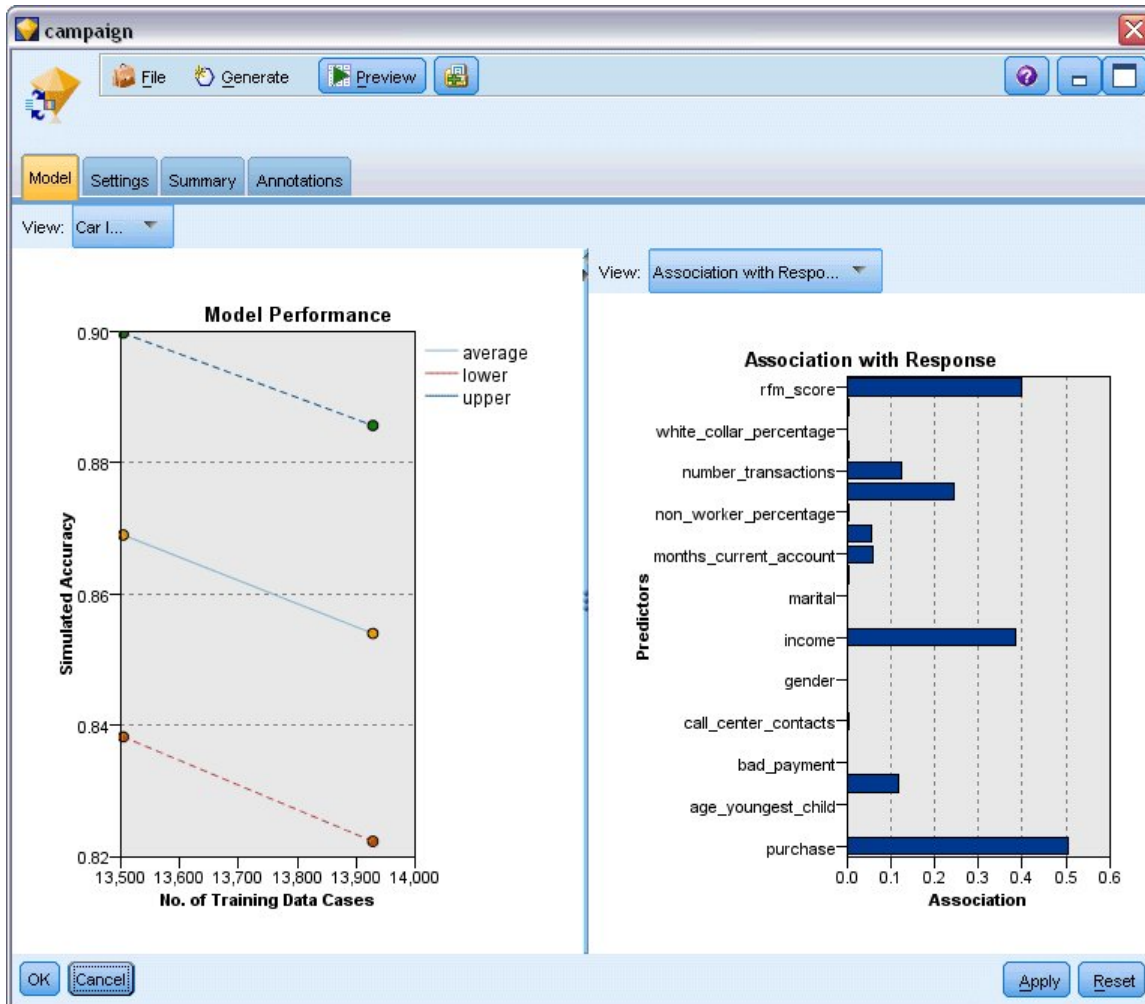 campaign
File Generate Preview
Model Settings Summary Annotations
View: Car l...
Model Performance
0.90
0.88
0.86
0.84
0.82
Simulated Accuracy
13,500 13,600 13,700 13,800 13,900 14,000
No. of Training Data Cases
average
lower
upper
View: Association with Respo...
Association with Response
Predictors
rfm_score
white_collar_percentage
number_transactions
non_worker_percentage
months_current_account
marital
income
gender
call_center_contacts
bad_payment
age_youngest_child
purchase
0.0 0.1 0.2 0.3 0.4 0.5 0.6
Association
OK Cancel Apply Reset